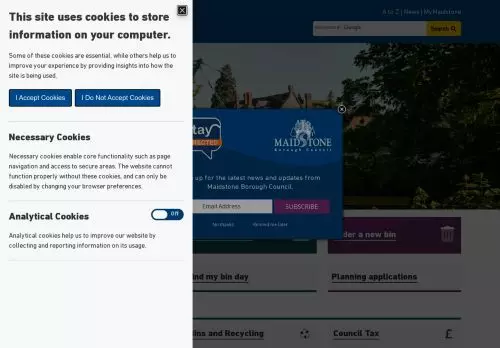 This site uses cookies to store
information on your computer.
Some of these cookies are essential, while others help us to
improve your experience by providing insights into how the
site is being used.
I Accept Cookies
I Do Not Accept Cookies
Necessary Cookies
Necessary cookies enable core functionality such as page
navigation and access to secure areas. The website cannot
function properly without these cookies, and can only be
disabled by changing your browser preferences.
Analytical Cookies
Off
Analytical cookies help us to improve our website by
collecting and reporting information on its usage.
A to Z | News | My Maidstone
Google
Search
tay
MAIDSTONE
Borough Council
up for the latest news and updates from
Maidstone Borough Council.
Email Address
SUBSCRIBE
No thanks
Remind me later
der a new bin
nd my bin day
Planning applications
ins and Recycling
Council Tax
£